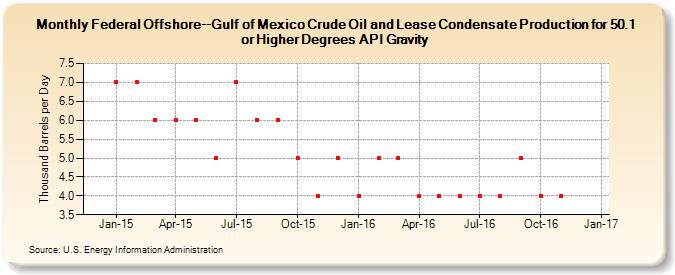 Monthly Federal Offshore--Gulf of Mexico Crude Oil and Lease Condensate Production for 50.1
or Higher Degrees API Gravity
Thousand Barrels per Day
7.5
7.0
6.5
6.0
5.5
5.0
4.5
4.0
3.5
Jan-15 Apr-15 Jul-15 Oct-15 Jan-16 Apr-16 Jul-16 Oct-16 Jan-17
Source: U.S. Energy Information Administration